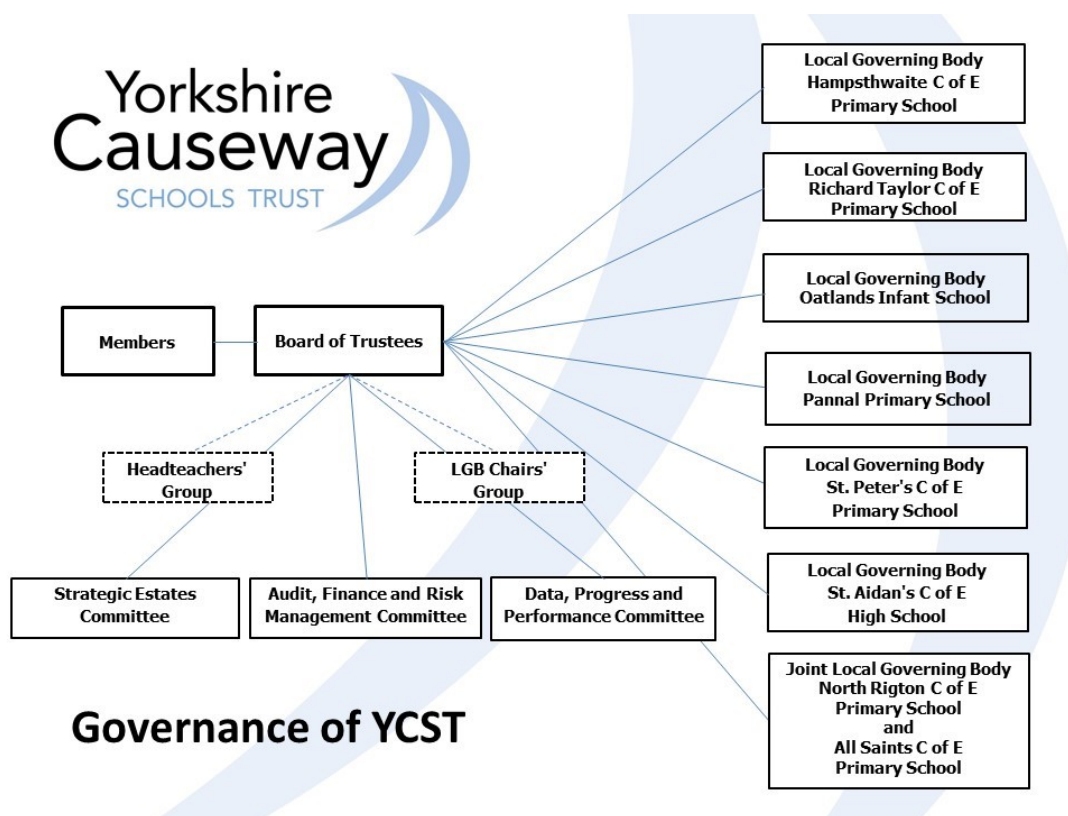 Yorkshire
Causeway
SCHOOLS TRUST
Local Governing Body
Hampsthwaite C of E
Primary School
Local Governing Body
Richard Taylor C of E
Primary School
Local Governing Body
Oatlands Infant School
Members
Board of Trustees
Local Governing Body
Pannal Primary School
Headteachers'
Group
LGB Chairs'
Group
Local Governing Body
St. Peter's C of E
Primary School
Strategic Estates
Committee
Audit, Finance and Risk
Management Committee
Data, Progress and
Performance Committee
Local Governing Body
St. Aidan's C of E
High School
Joint Local Governing Body
North Rigton C of E
Primary School
and
All Saints C of E
Primary School
Governance of YCST